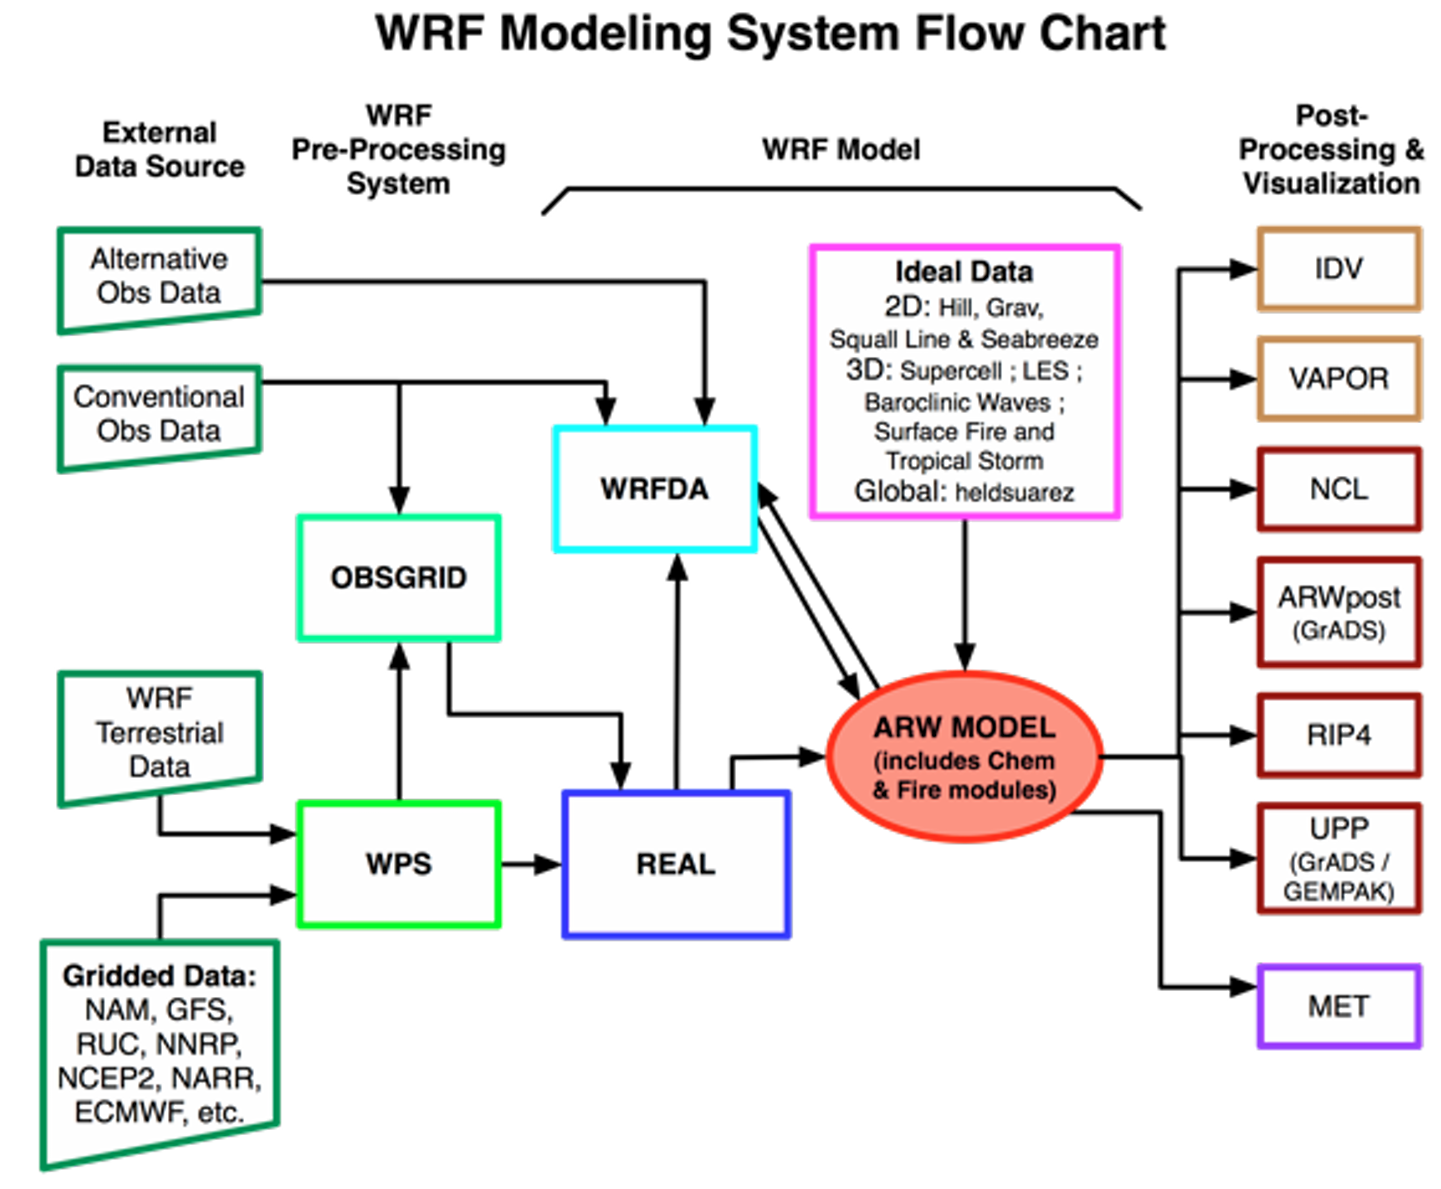 WRF Modeling System Flow Chart
External
Data Source
WRF
Pre-Processing
System
WRF Model
Post-
Processing &
Visualization
Alternative
Obs Data
Conventional
Obs Data
WRF
Terrestrial
Data
Gridded Data:
NAM, GFS,
RUC, NNRP,
NCEP2, NARR,
ECMWF, etc.
OBSGRID
WPS
WRFDA
REAL
Ideal Data
2D: Hill, Grav,
Squall Line & Seabreeze
3D: Supercell ; LES ;
Baroclinic Waves ;
Surface Fire and
Tropical Storm
Global: heldsuarez
ARW MODEL
(includes Chem
& Fire modules)
IDV
VAPOR
NCL
ARWpost
(GrADS)
RIP4
UPP
(GrADS /
GEMPAK)
MET